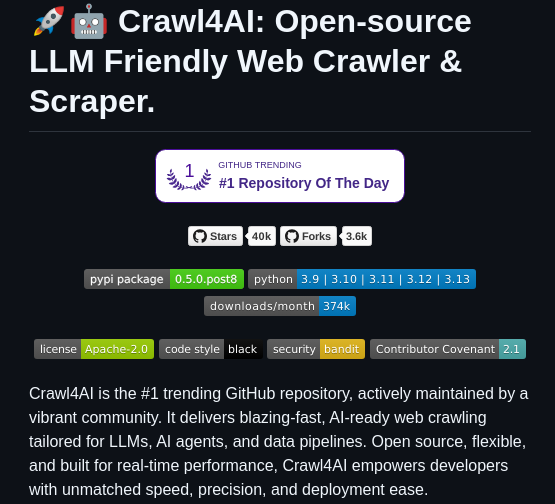 🚀🤖 Crawl4AI: Open-source
LLM Friendly Web Crawler &
Scraper.
1
GITHUB TRENDING
#1 Repository Of The Day
Stars 40k Forks 3.6k
pypi package 0.5.0.post8 python 3.9 | 3.10 | 3.11 | 3.12 | 3.13
downloads/month 374k
license Apache-2.0 code style black security bandit Contributor Covenant 2.1
Crawl4AI is the #1 trending GitHub repository, actively maintained by a
vibrant community. It delivers blazing-fast, AI-ready web crawling
tailored for LLMs, AI agents, and data pipelines. Open source, flexible,
and built for real-time performance, Crawl4AI empowers developers
with unmatched speed, precision, and deployment ease.